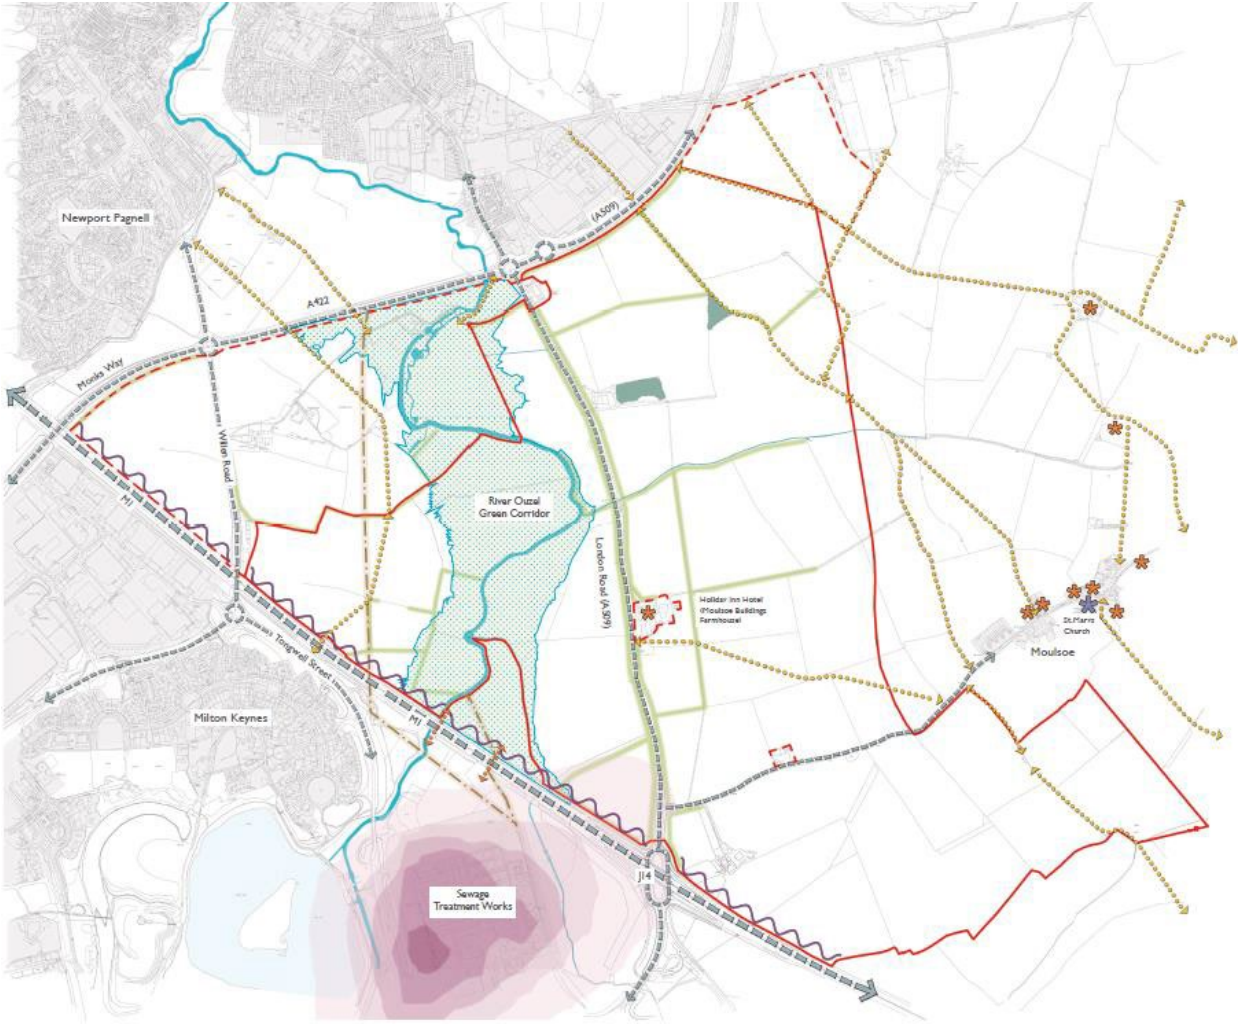 Newport Pagnell
(A509)
A422
Monks Way
Willen Road
M1
River Ouzel
Green Corridor
London Road (A509)
Holiday Inn Hotel
(Moulsoe Buildings
Farmhouse)
St.Marys
Church
Moulsoe
Tongwell Street
M1
Milton Keynes
J14
Sewage
Treatment Works